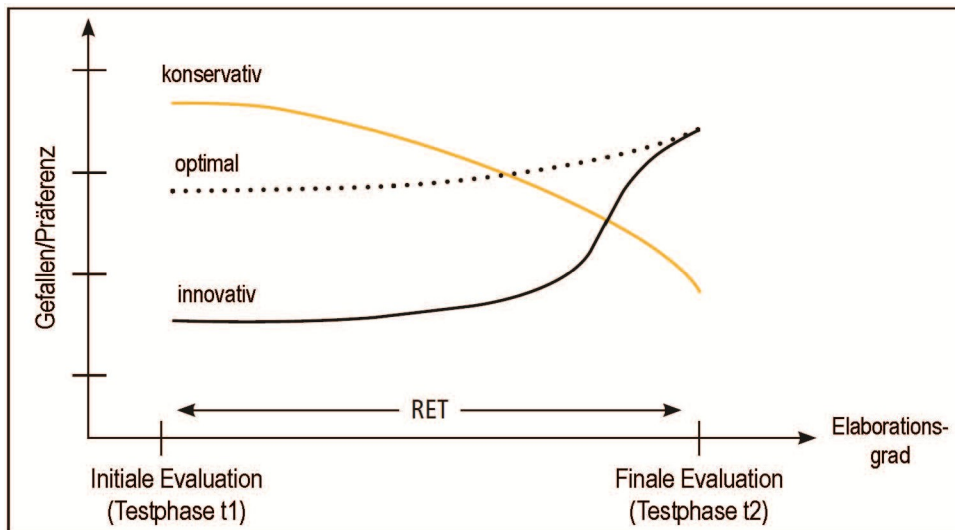 konservativ
optimal
innovativ
Gefallen/Präferenz
RET
Elaborations-
grad
Initiale Evaluation
(Testphase t1)
Finale Evaluation
(Testphase t2)